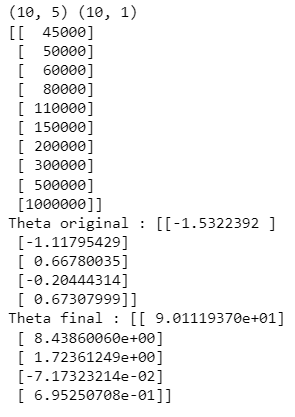 (10, 5) (10, 1)
[[  45000]
 [  50000]
 [  60000]
 [  80000]
 [ 110000]
 [ 150000]
 [ 200000]
 [ 300000]
 [ 500000]
 [1000000]]
Theta original : [[-1.5322392 ]
 [-1.11795429]
 [ 0.66780035]
 [-0.20444314]
 [ 0.67307999]]
Theta final : [[ 9.01119370e+01]
 [ 8.43860060e+00]
 [ 1.72361249e+00]
 [-7.17323214e-02]
 [ 6.95250708e-01]]